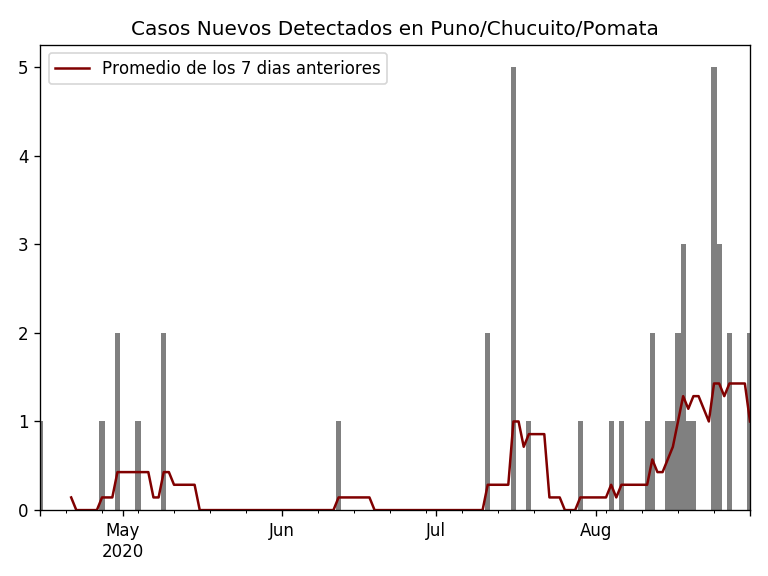 Casos Nuevos Detectados en Puno/Chucuito/Pomata
Promedio de los 7 dias anteriores
5
4
3
2
1
0
May Jun Jul Aug
2020